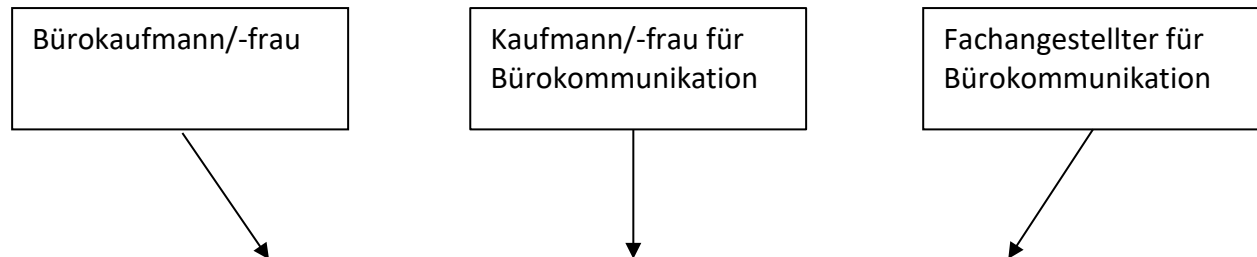 Bürokaufmann/-frau
Kaufmann/-frau für
Bürokommunikation
Fachangestellter für
Bürokommunikation